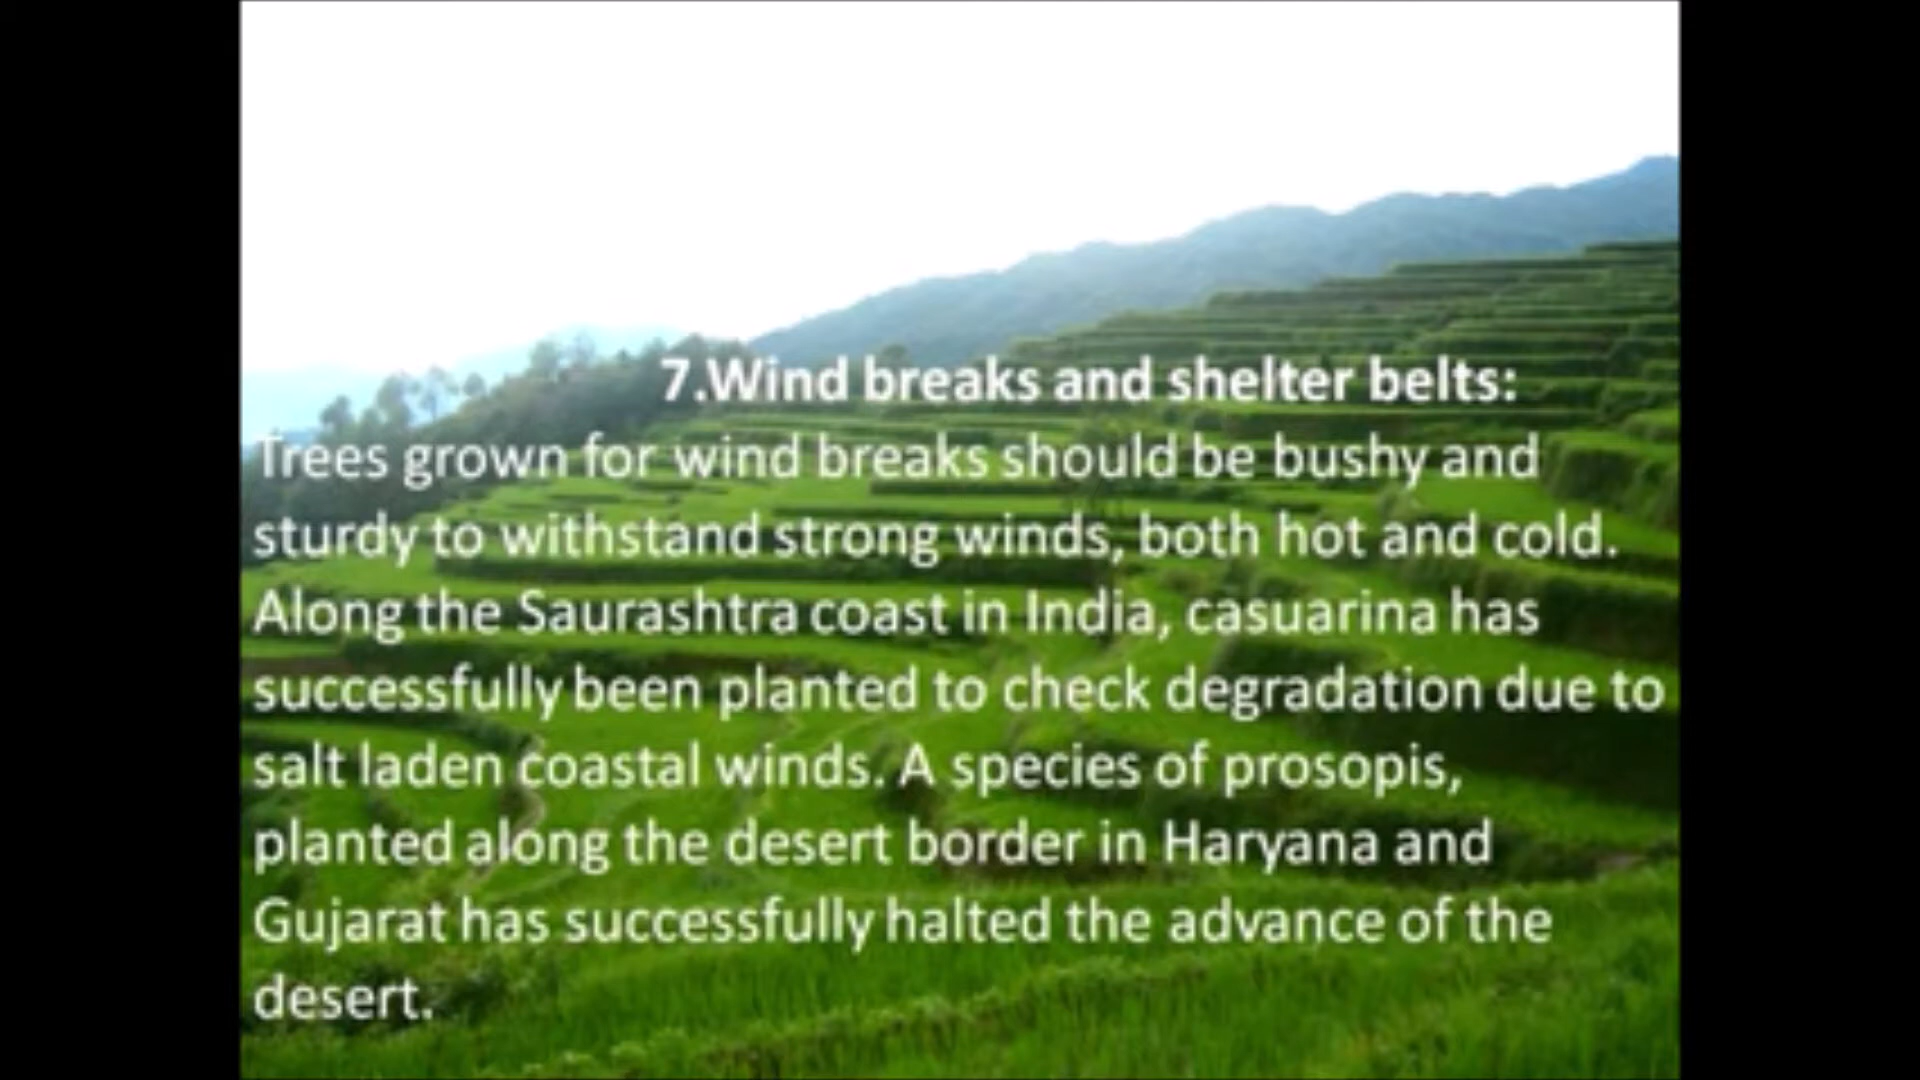 7.Wind breaks and shelter belts:
Trees grown for wind breaks should be bushy and
sturdy to withstand strong winds, both hot and cold.
Along the Saurashtra coast in India, casuarina has
successfully been planted to check degradation due to
salt laden coastal winds. A species of prosopis,
planted along the desert border in Haryana and
Gujarat has successfully halted the advance of the
desert.